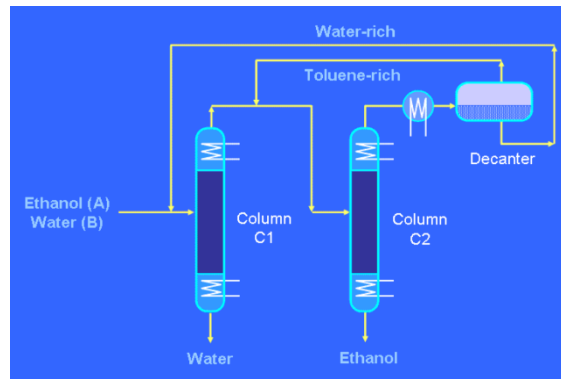 Water-rich
Toluene-rich
Decanter
Ethanol (A)
Water (B)
Column
C1
Column
C2
Water
Ethanol